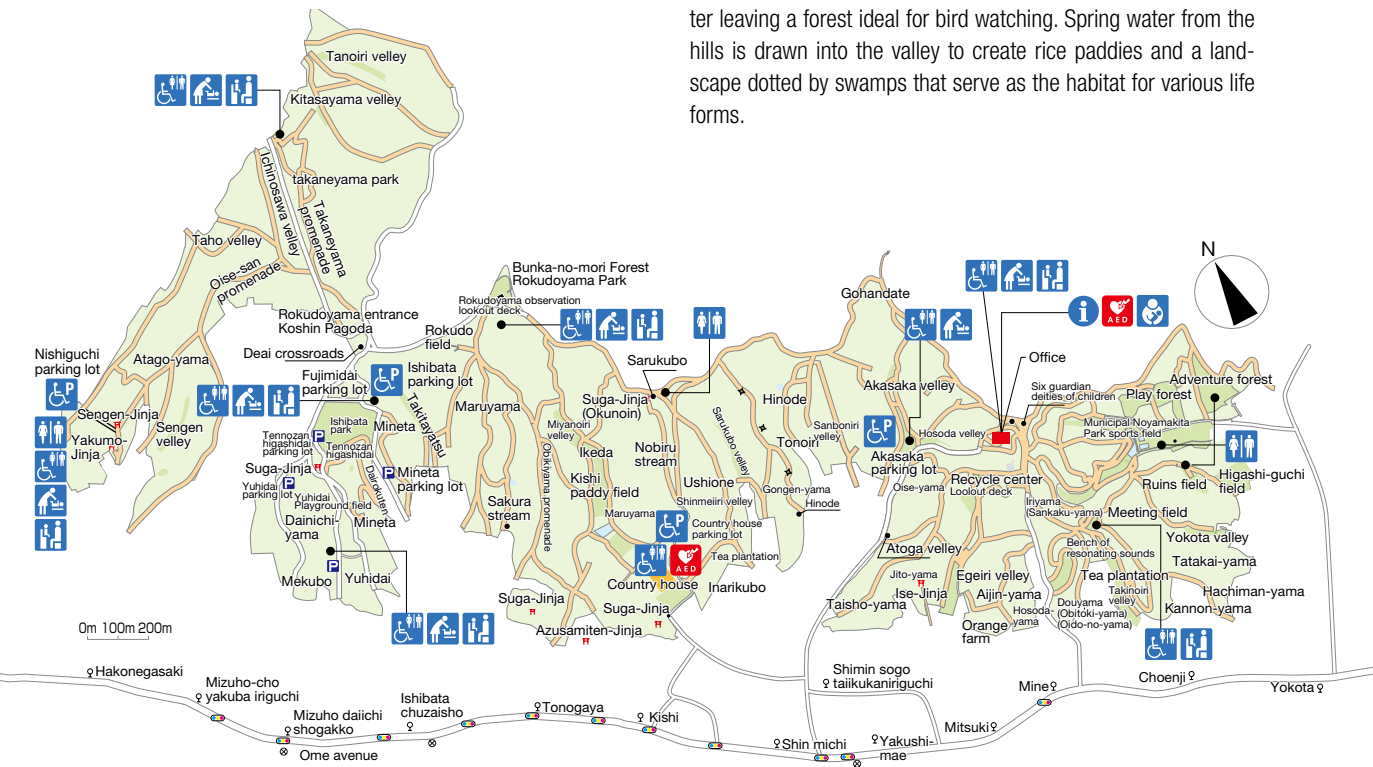 ter leaving a forest ideal for bird watching. Spring water from the
hills is drawn into the valley to create rice paddies and a land-
scape dotted by swamps that serve as the habitat for various life
forms.
Tanoiri velley
Kitasayama velley
Ichinosawa velley
takaneyama park
Takaneyama
promenade
Taho velley
Oise-san
promenade
Rokudoyama entrance
Koshin Pagoda
Deai crossroads
Bunka-no-mori Forest
Rokudoyama Park
Rokudoyama observation
lookout deck
Rokudo
field
Nishiguchi
parking lot
P
Atago-yama
Fujimidai
parking lot
P
Ishibata
parking lot
Sengen-Jinja
Yakumo-
Jinja
Sengen
velley
Ishibata
park
Tennozan
higashidai
parking lot
P
Tennozan
higashidai
Mineta
Takitayatsu
Suga-Jinja
P
Mineta
parking lot
Yuhidai
parking lot
P
Yuhidai
Playground field
Dairokuten
Dainichi-
yama
Mineta
Mekubo
P
Yuhidai
Maruyama
Sakura
stream
Miyanoiri
velley
Obikiyama promenade
Ikeda
Kishi
paddy field
Maruyama
Sarukubo
Suga-Jinja
(Okunoin)
Nobiru
stream
Ushione
Shinmeiiri velley
Sarukubo velley
P
Country house
parking lot
AED
Tea plantation
Country house
Inarikubo
Suga-Jinja
Suga-Jinja
Azusamiten-Jinja
Hinode
Tonoiri
Gongen-yama
Hinode
Sanboniri
velley
Gohandate
Akasaka velley
P
Akasaka
parking lot
Hosoda velley
Oise-yama
N
i
AED
Office
Six guardian
deities of children
Adventure forest
Play forest
Municipal Noyamakita
Park sports field
Recycle center
Loolout deck
Iriyama
(Sankaku-yama)
Meeting field
Ruins field
Higashi-guchi
field
Yokota valley
Bench of
resonating sounds
Tatakai-yama
Atoga velley
Jito-yama
Ise-Jinja
Egeiri velley
Aijin-yama
Tea plantation
Takinoiri
velley
Hachiman-yama
Kannon-yama
Taisho-yama
Orange
farm
Hosoda-
yama
Douyama
(Obitoki-yama)
(Oido-no-yama)
0m 100m 200m
Hakonegasaki
Mizuho-cho
yakuba iriguchi
Mizuho daiichi
shogakko
Ome avenue
Ishibata
chuzaisho
Tonogaya
Kishi
Shin michi
Yakushi-
mae
Shimin sogo
taiikukaniriguchi
Mitsuki
Mine
Choenji
Yokota